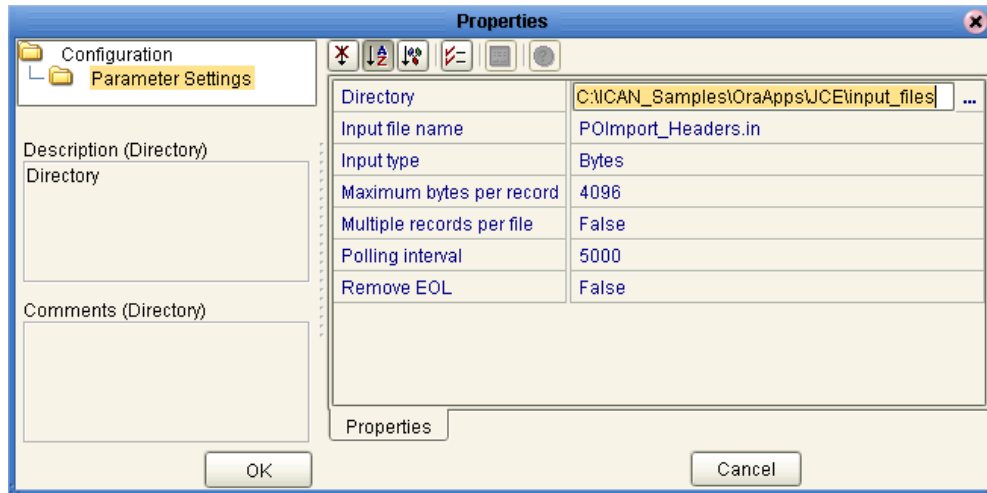 Properties
Configuration
Parameter Settings
Description (Directory)
Directory
Comments (Directory)
Directory C:\ICAN_Samples\OraApps\JCE\input_files ...
Input file name POImport_Headers.in
Input type Bytes
Maximum bytes per record 4096
Multiple records per file False
Polling interval 5000
Remove EOL False
Properties
OK
Cancel